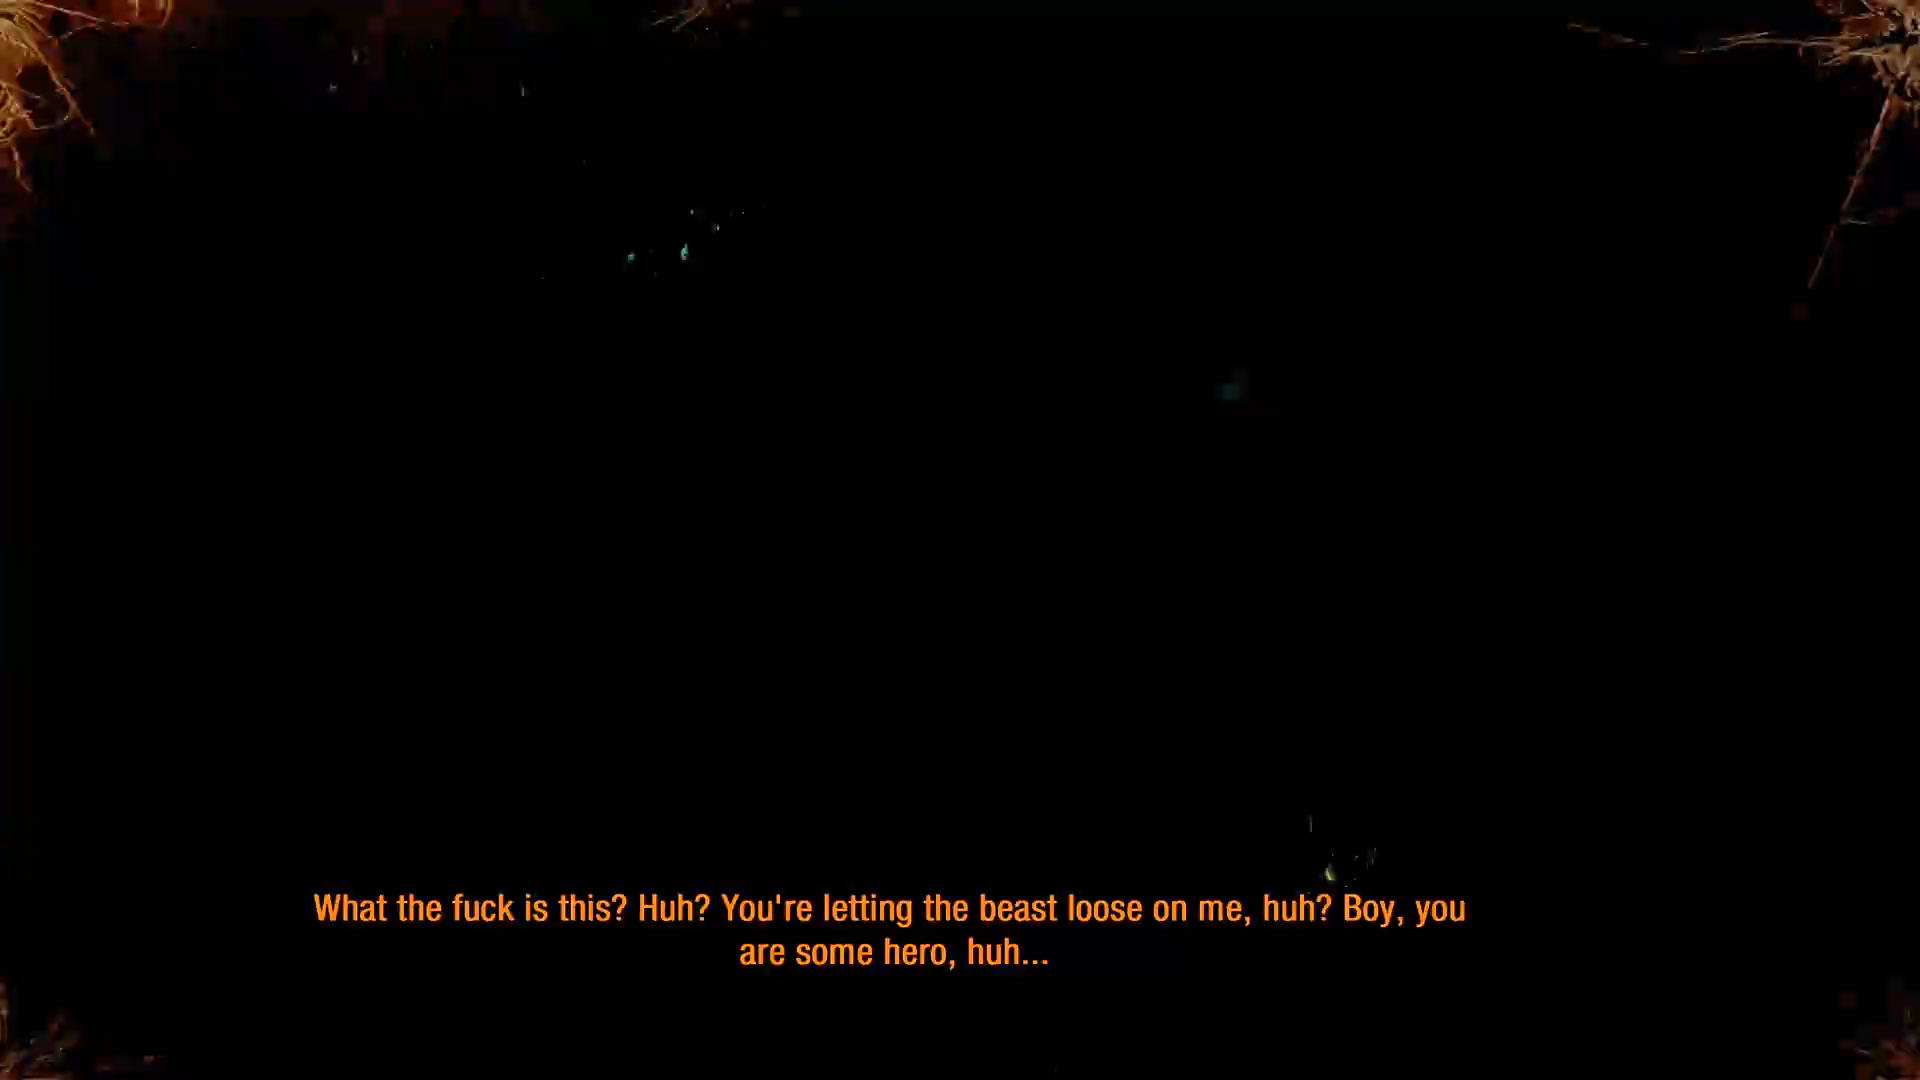 What the fuck is this? Huh? You're letting the beast loose on me, huh? Boy, you
are some hero, huh...